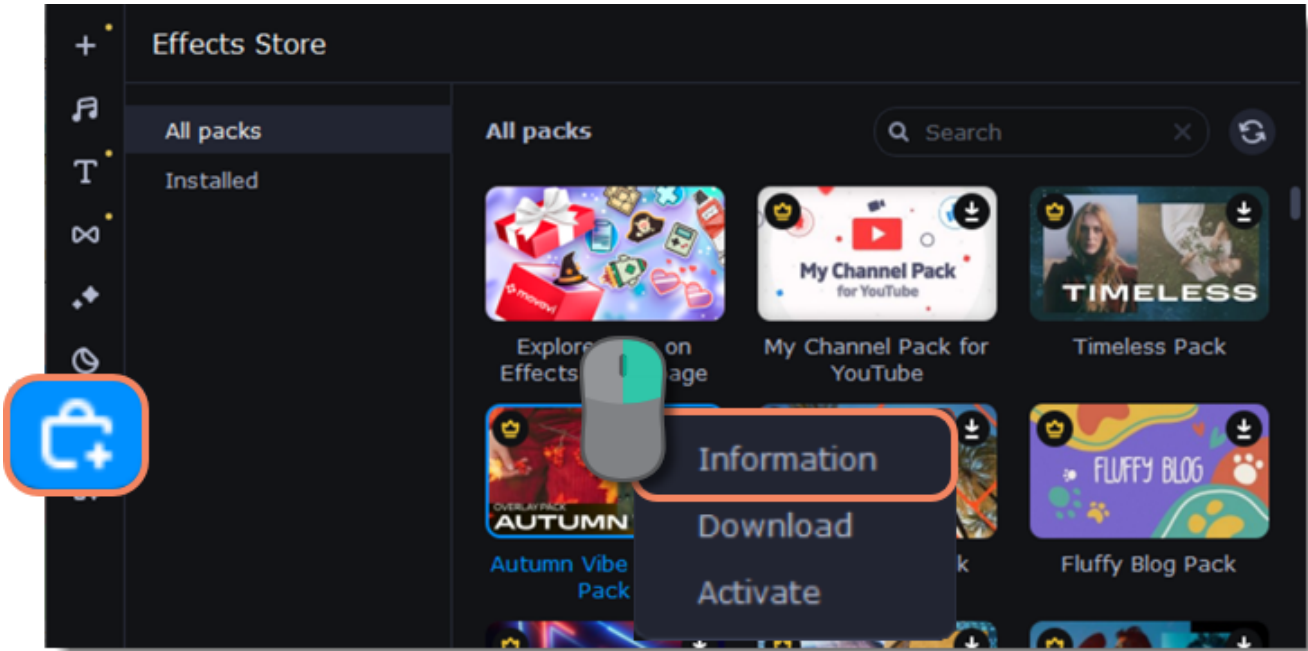 Effects Store
All packs
Installed
All packs
Search
movavi
My Channel Pack
for YouTube
TIMELESS
Explore on
Effects age
My Channel Pack for
YouTube
Timeless Pack
OVERLAY PACK
AUTUMN
FLUFFY BLOG
Information
Download
Activate
Autumn Vibe
Pack
k
Fluffy Blog Pack